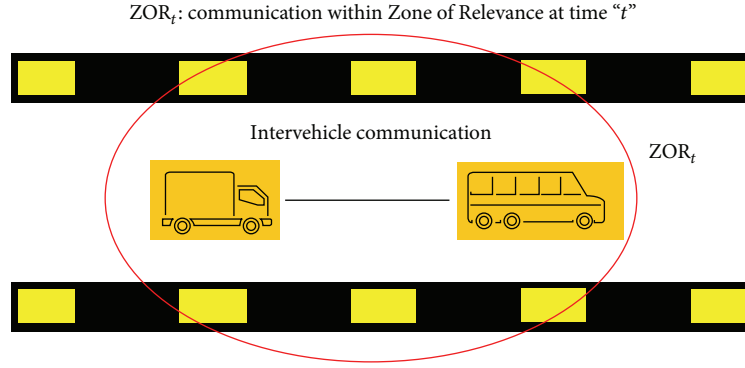 ZORt: communication within Zone of Relevance at time “t”
Intervehicle communication
ZORt